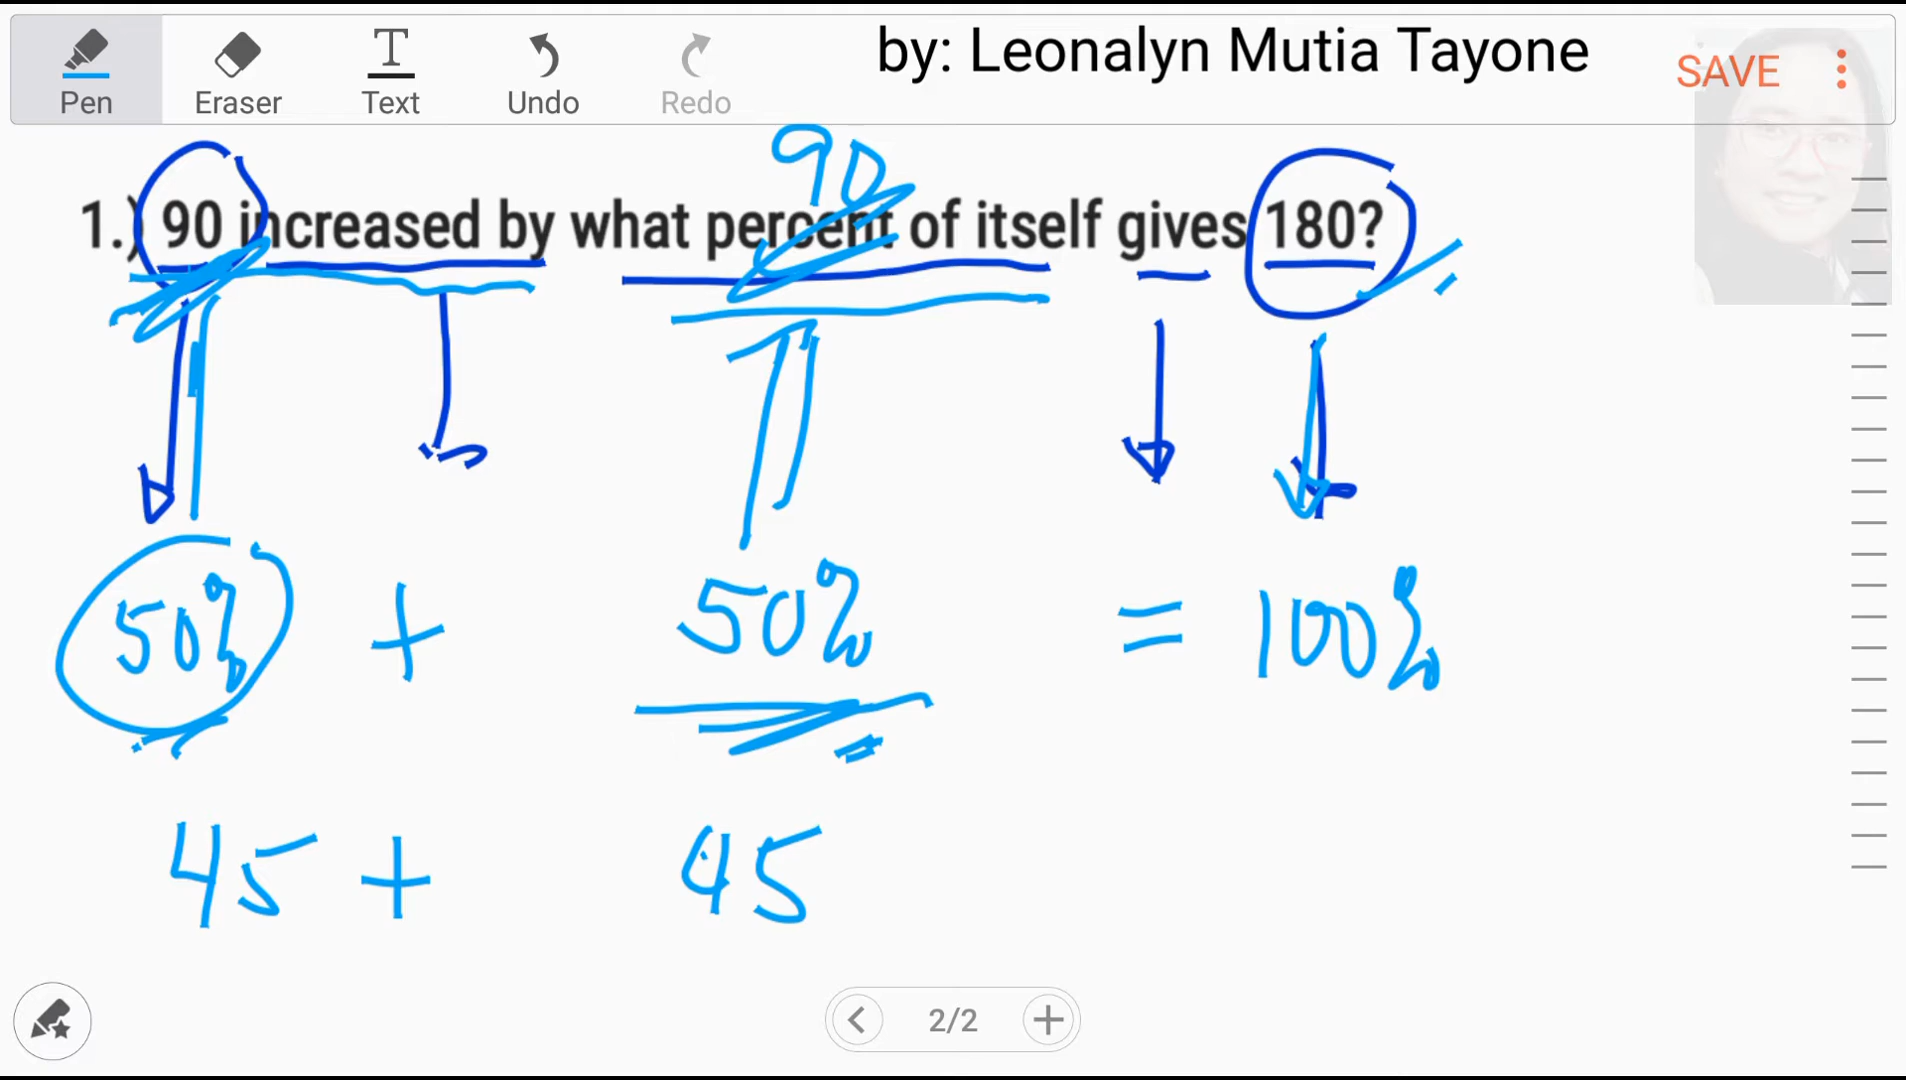 by: Leonalyn Mutia Tayone
SAVE
Pen Eraser Text Undo Redo
90
1.) 90 increased by what percent of itself gives 180?
50% + 50% = 100%
45 + 45
2/2